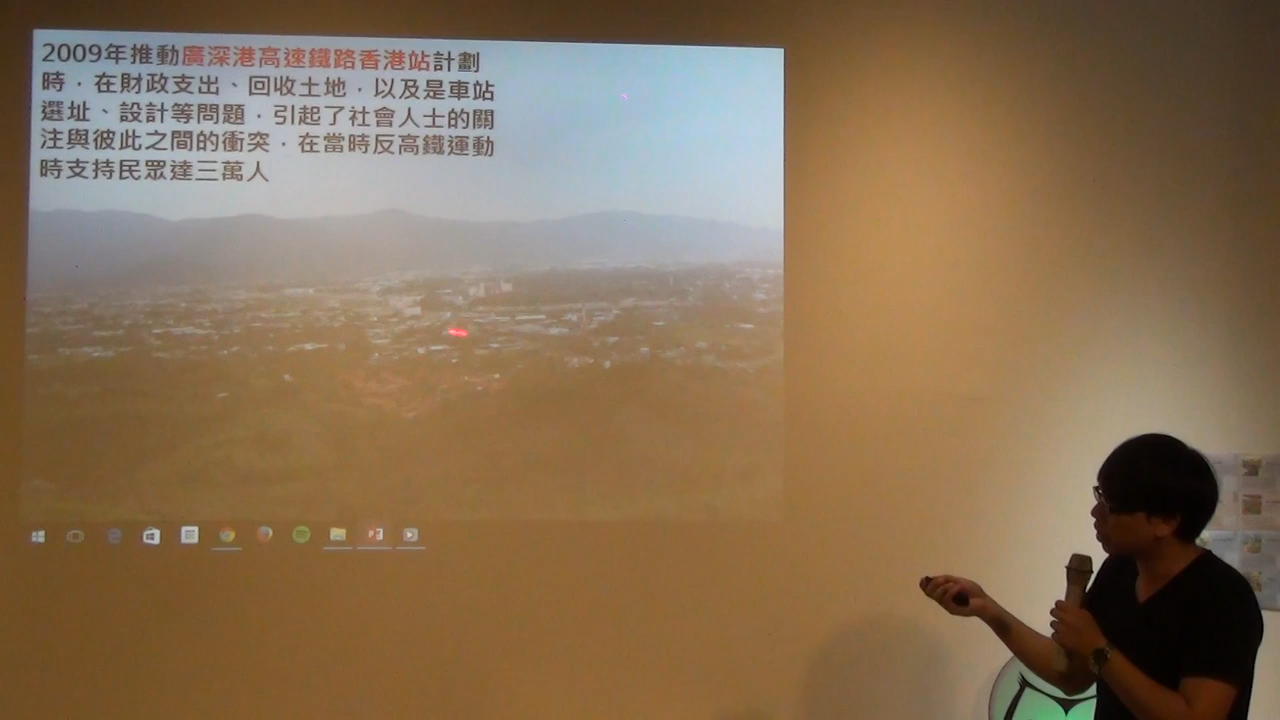 2009年推動廣深港高速鐵路香港站計劃
時，在財政支出、回收土地，以及是車站
選址、設計等問題，引起了社會人士的關
注與彼此之間的衝突，在當時反高鐵運動
時支持民眾達三萬人